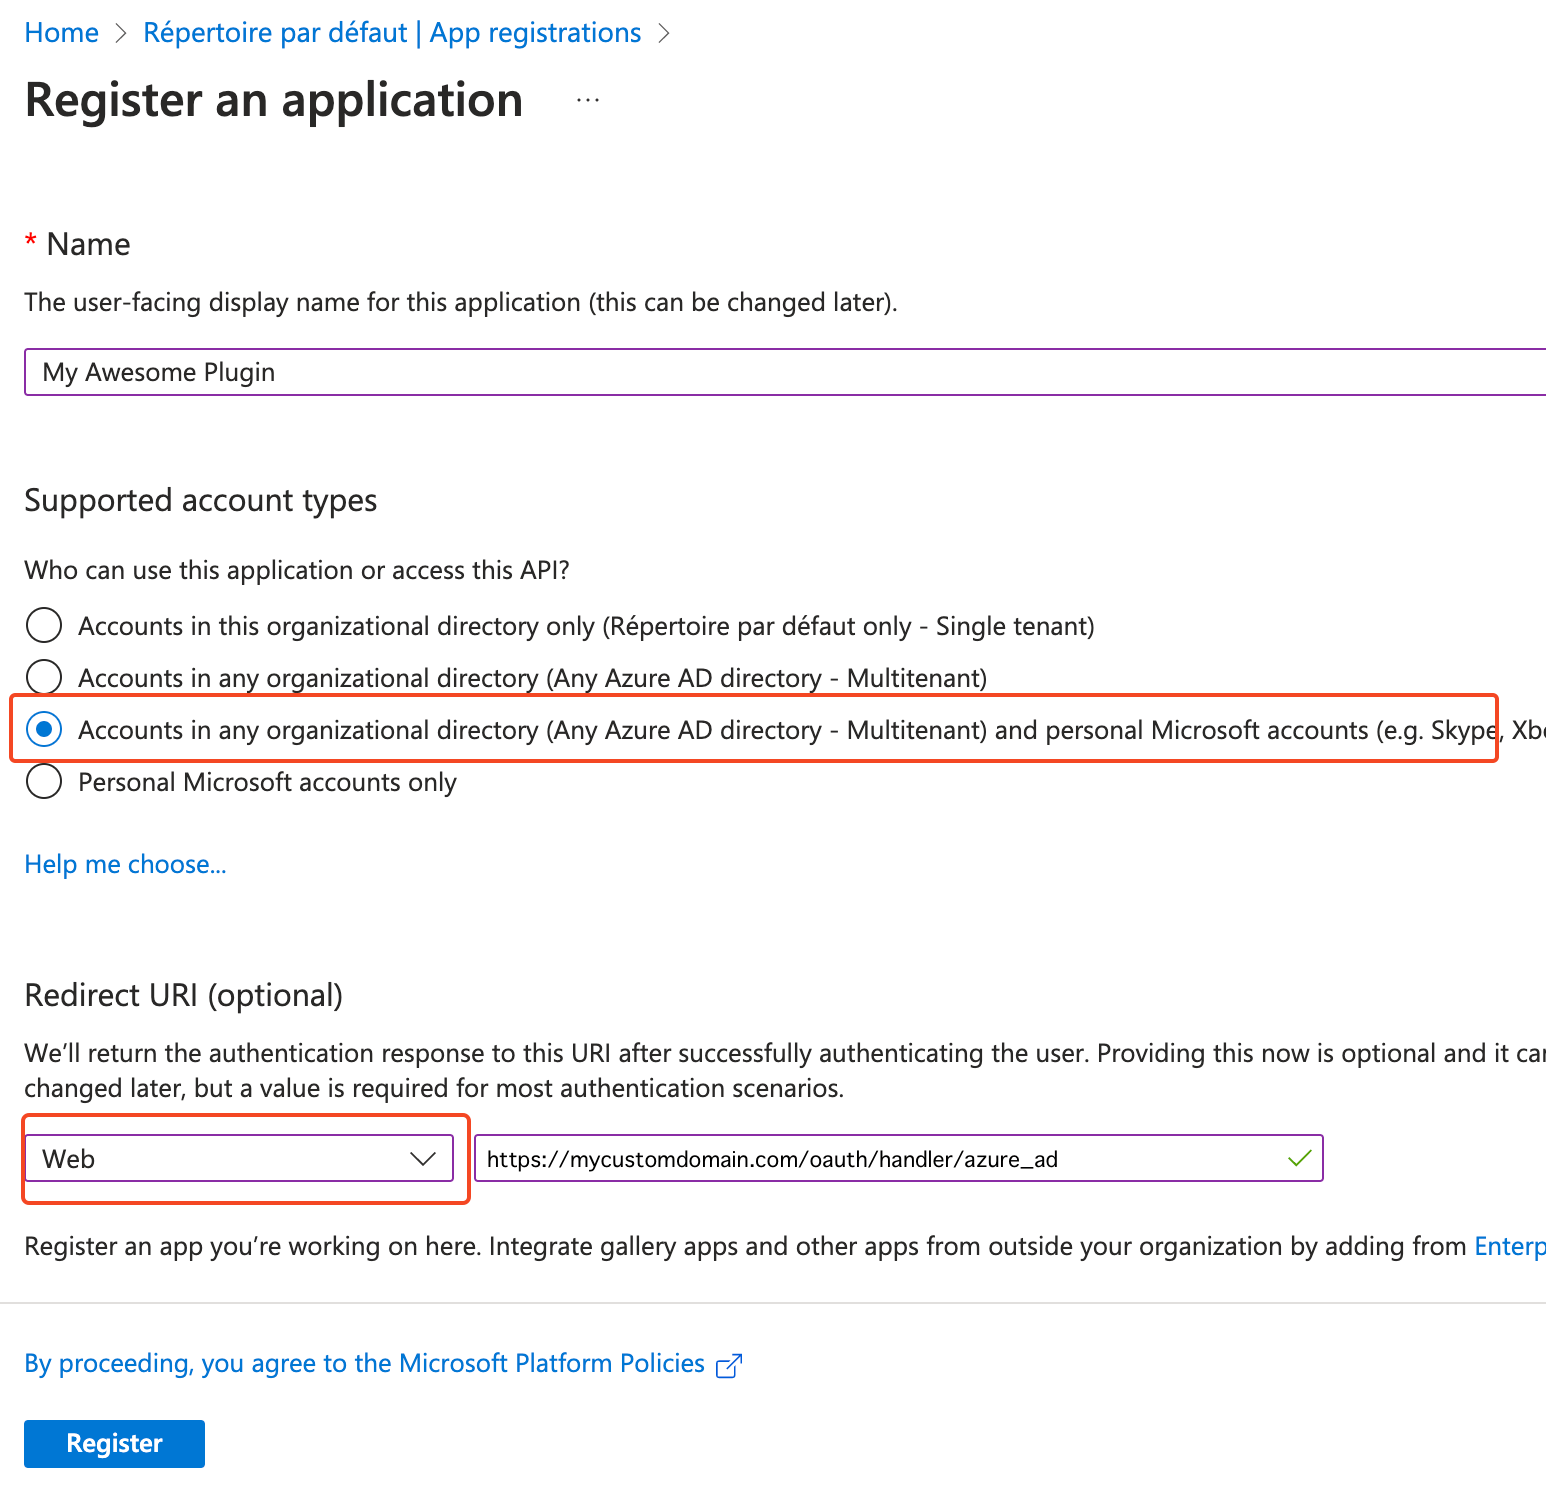 Home > Répertoire par défaut | App registrations >
Register an application ...
* Name
The user-facing display name for this application (this can be changed later).
My Awesome Plugin
Supported account types
Who can use this application or access this API?
Accounts in this organizational directory only (Répertoire par défaut only - Single tenant)
Accounts in any organizational directory (Any Azure AD directory - Multitenant)
Accounts in any organizational directory (Any Azure AD directory - Multitenant) and personal Microsoft accounts (e.g. Skype,
Personal Microsoft accounts only
Help me choose...
Redirect URI (optional)
We’ll return the authentication response to this URI after successfully authenticating the user. Providing this now is optional and it
changed later, but a value is required for most authentication scenarios.
Web https://mycustomdomain.com/oauth/handler/azure_ad
Register an app you’re working on here. Integrate gallery apps and other apps from outside your organization by adding from
By proceeding, you agree to the Microsoft Platform Policies
Register